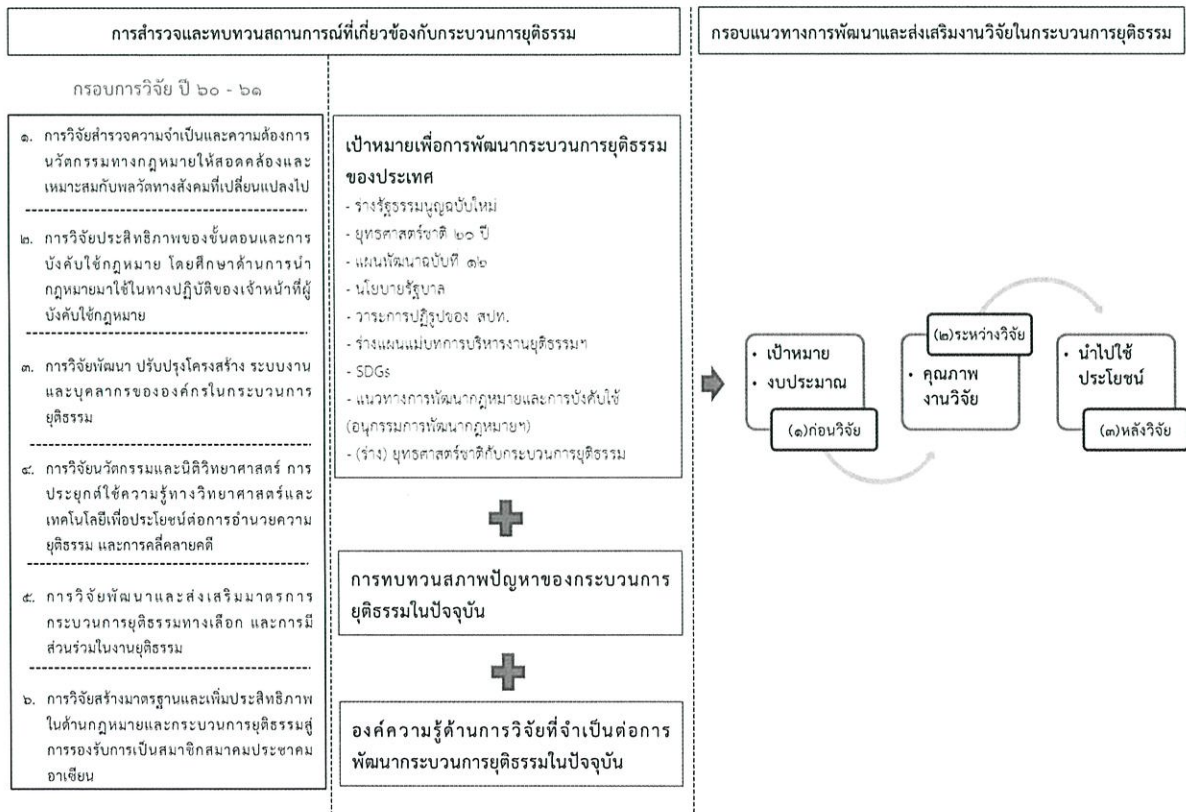 การสำรวจและทบทวนสถานการณ์ที่เกี่ยวข้องกับกระบวนการยุติธรรม
กรอบการวิจัย ปี ๖๐ - ๖๑
๑. การวิจัยสำรวจความจำเป็นและความต้องการ
นวัตกรรมทางกฎหมายให้สอดคล้องและ
เหมาะสมกับพลวัตทางสังคมที่เปลี่ยนแปลงไป
๒. การวิจัยประสิทธิภาพของขั้นตอนและการ
บังคับใช้กฎหมาย โดยศึกษาด้านการนำ
กฎหมายมาใช้ในทางปฏิบัติของเจ้าหน้าที่ผู้
บังคับใช้กฎหมาย
๓. การวิจัยพัฒนา ปรับปรุงโครงสร้าง ระบบงาน
และบุคลากรขององค์กรในกระบวนการ
ยุติธรรม
๔. การวิจัยนวัตกรรมและนิติวิทยาศาสตร์ การ
ประยุกต์ใช้ความรู้ทางวิทยาศาสตร์และ
เทคโนโลยีเพื่อประโยชน์ต่อการอำนวยความ
ยุติธรรม และการคลี่คลายคดี
๕. การวิจัยพัฒนาและส่งเสริมมาตรการ
กระบวนการยุติธรรมทางเลือก และการมี
ส่วนร่วมในงานยุติธรรม
๖. การวิจัยสร้างมาตรฐานและเพิ่มประสิทธิภาพ
ในด้านกฎหมายและกระบวนการยุติธรรมสู่
การรองรับการเป็นสมาชิกสมาคมประชาคม
อาเซียน
เป้าหมายเพื่อการพัฒนากระบวนการยุติธรรม
ของประเทศ
- ร่างรัฐธรรมนูญฉบับใหม่
- ยุทธศาสตร์ชาติ ๒๐ ปี
- แผนพัฒนาฉบับที่ ๑๒
- นโยบายรัฐบาล
- วาระการปฏิรูปของ สปท.
- ร่างแผนแม่บทการบริหารงานยุติธรรมฯ
- SDGs
- แนวทางการพัฒนากฎหมายและการบังคับใช้
(อนุกรรมการพัฒนากฎหมายฯ)
- (ร่าง) ยุทธศาสตร์ชาติกับกระบวนการยุติธรรม
การทบทวนสภาพปัญหาของกระบวนการ
ยุติธรรมในปัจจุบัน
องค์ความรู้ด้านการวิจัยที่จำเป็นต่อการ
พัฒนากระบวนการยุติธรรมในปัจจุบัน
กรอบแนวทางการพัฒนาและส่งเสริมงานวิจัยในกระบวนการยุติธรรม
• เป้าหมาย
• งบประมาณ
(๑)ก่อนวิจัย
(๒)ระหว่างวิจัย
• คุณภาพ
งานวิจัย
• นำไปใช้
ประโยชน์
(๓)หลังวิจัย